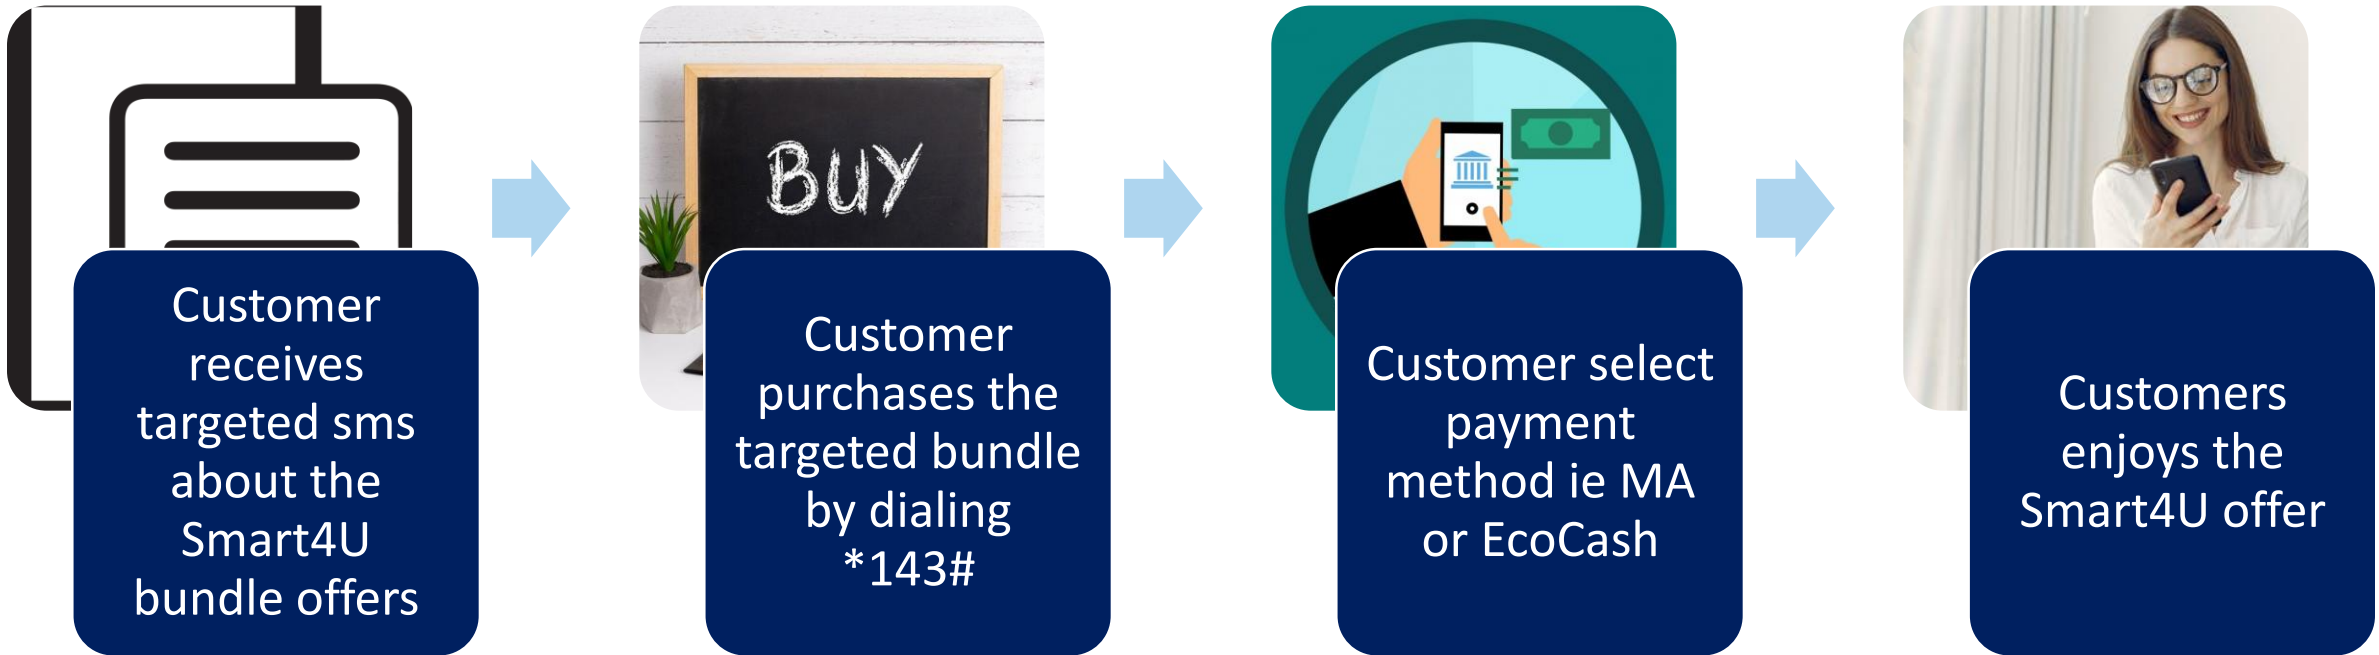 BUY
Customer
receives
targeted sms
about the
Smart4U
bundle offers
Customer
purchases the
targeted bundle
by dialing
*143#
Customer select
payment
method ie MA
or EcoCash
Customers
enjoys the
Smart4U offer